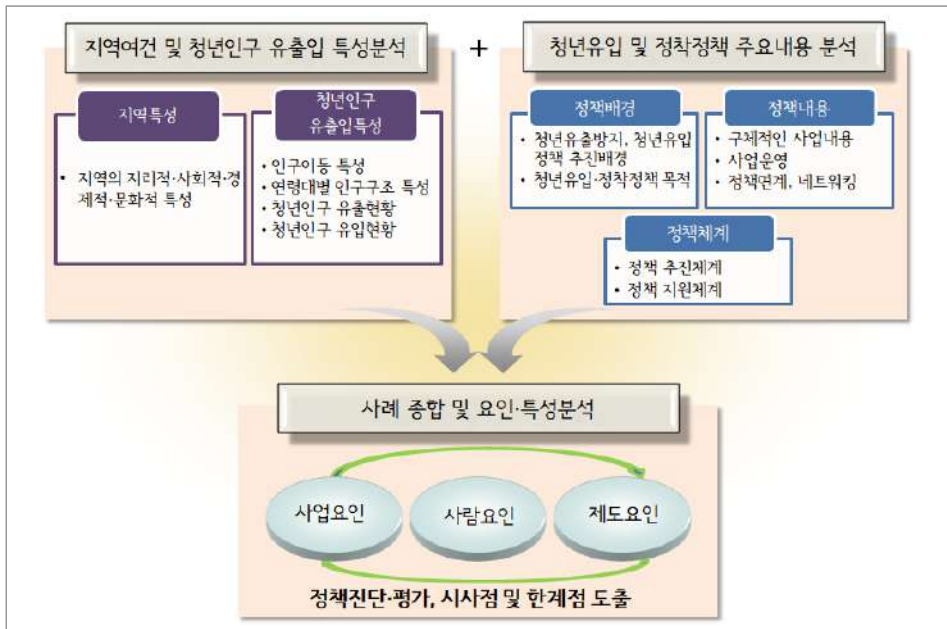 지역여건 및 청년인구 유출입 특성분석
+
청년유입 및 정착정책 주요내용 분석
지역특성
• 지역의 지리적·사회적·경
제적·문화적 특성
청년인구
유출입특성
• 인구이동 특성
• 연령대별 인구구조 특성
• 청년인구 유출현황
• 청년인구 유입현황
정책배경
• 청년유출방지, 청년유입
정책 추진배경
• 청년유입·정착정책 목적
정책내용
• 구체적인 사업내용
• 사업운영
• 정책연계, 네트워킹
정책체계
• 정책 추진체계
• 정책 지원체계
사례 종합 및 요인·특성분석
사업요인
사람요인
제도요인
정책진단·평가, 시사점 및 한계점 도출